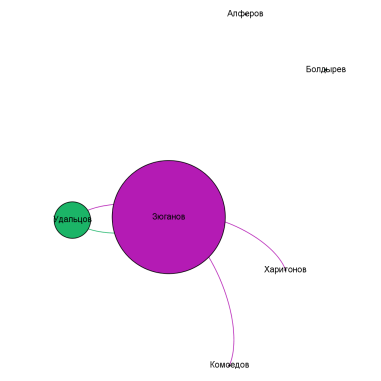 Алферов
Болдырев
Удальцов
Зюганов
Харитонов
Комоедов